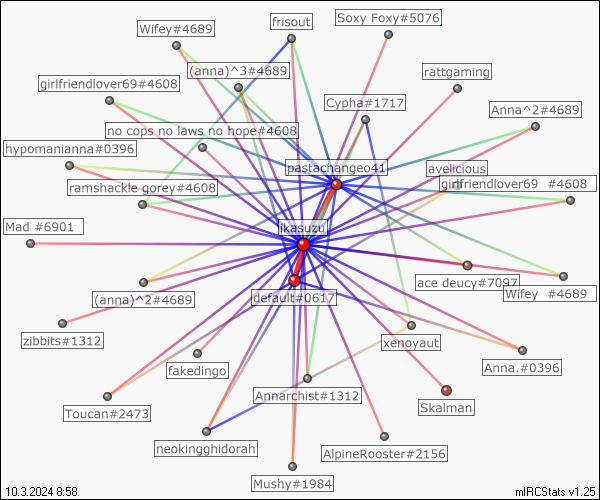 Soxy Foxy#5076
frisout
Wifey#4689
(anna)^3#4689
rattgaming
girlfriendlover69#4608
Cypha#1717
Anna^2#4689
no cops no laws no hope#4608
hypomanianna#0396
pastachangeo41
avelicious
ramshackle gorey#4608
girlfriendlover69 #4608
Mad #6901
ikasuzu
ace deucy#7097
(anna)^2#4689
default#0617
Wifey #4689
zibbits#1312
xenoyaut
fakedingo
Anna.#0396
Annarchist#1312
Toucan#2473
Skalman
neokingghidorah
AlpineRooster#2156
Mushy#1984
10.3.2024 8:58
mIRCStats v1.25